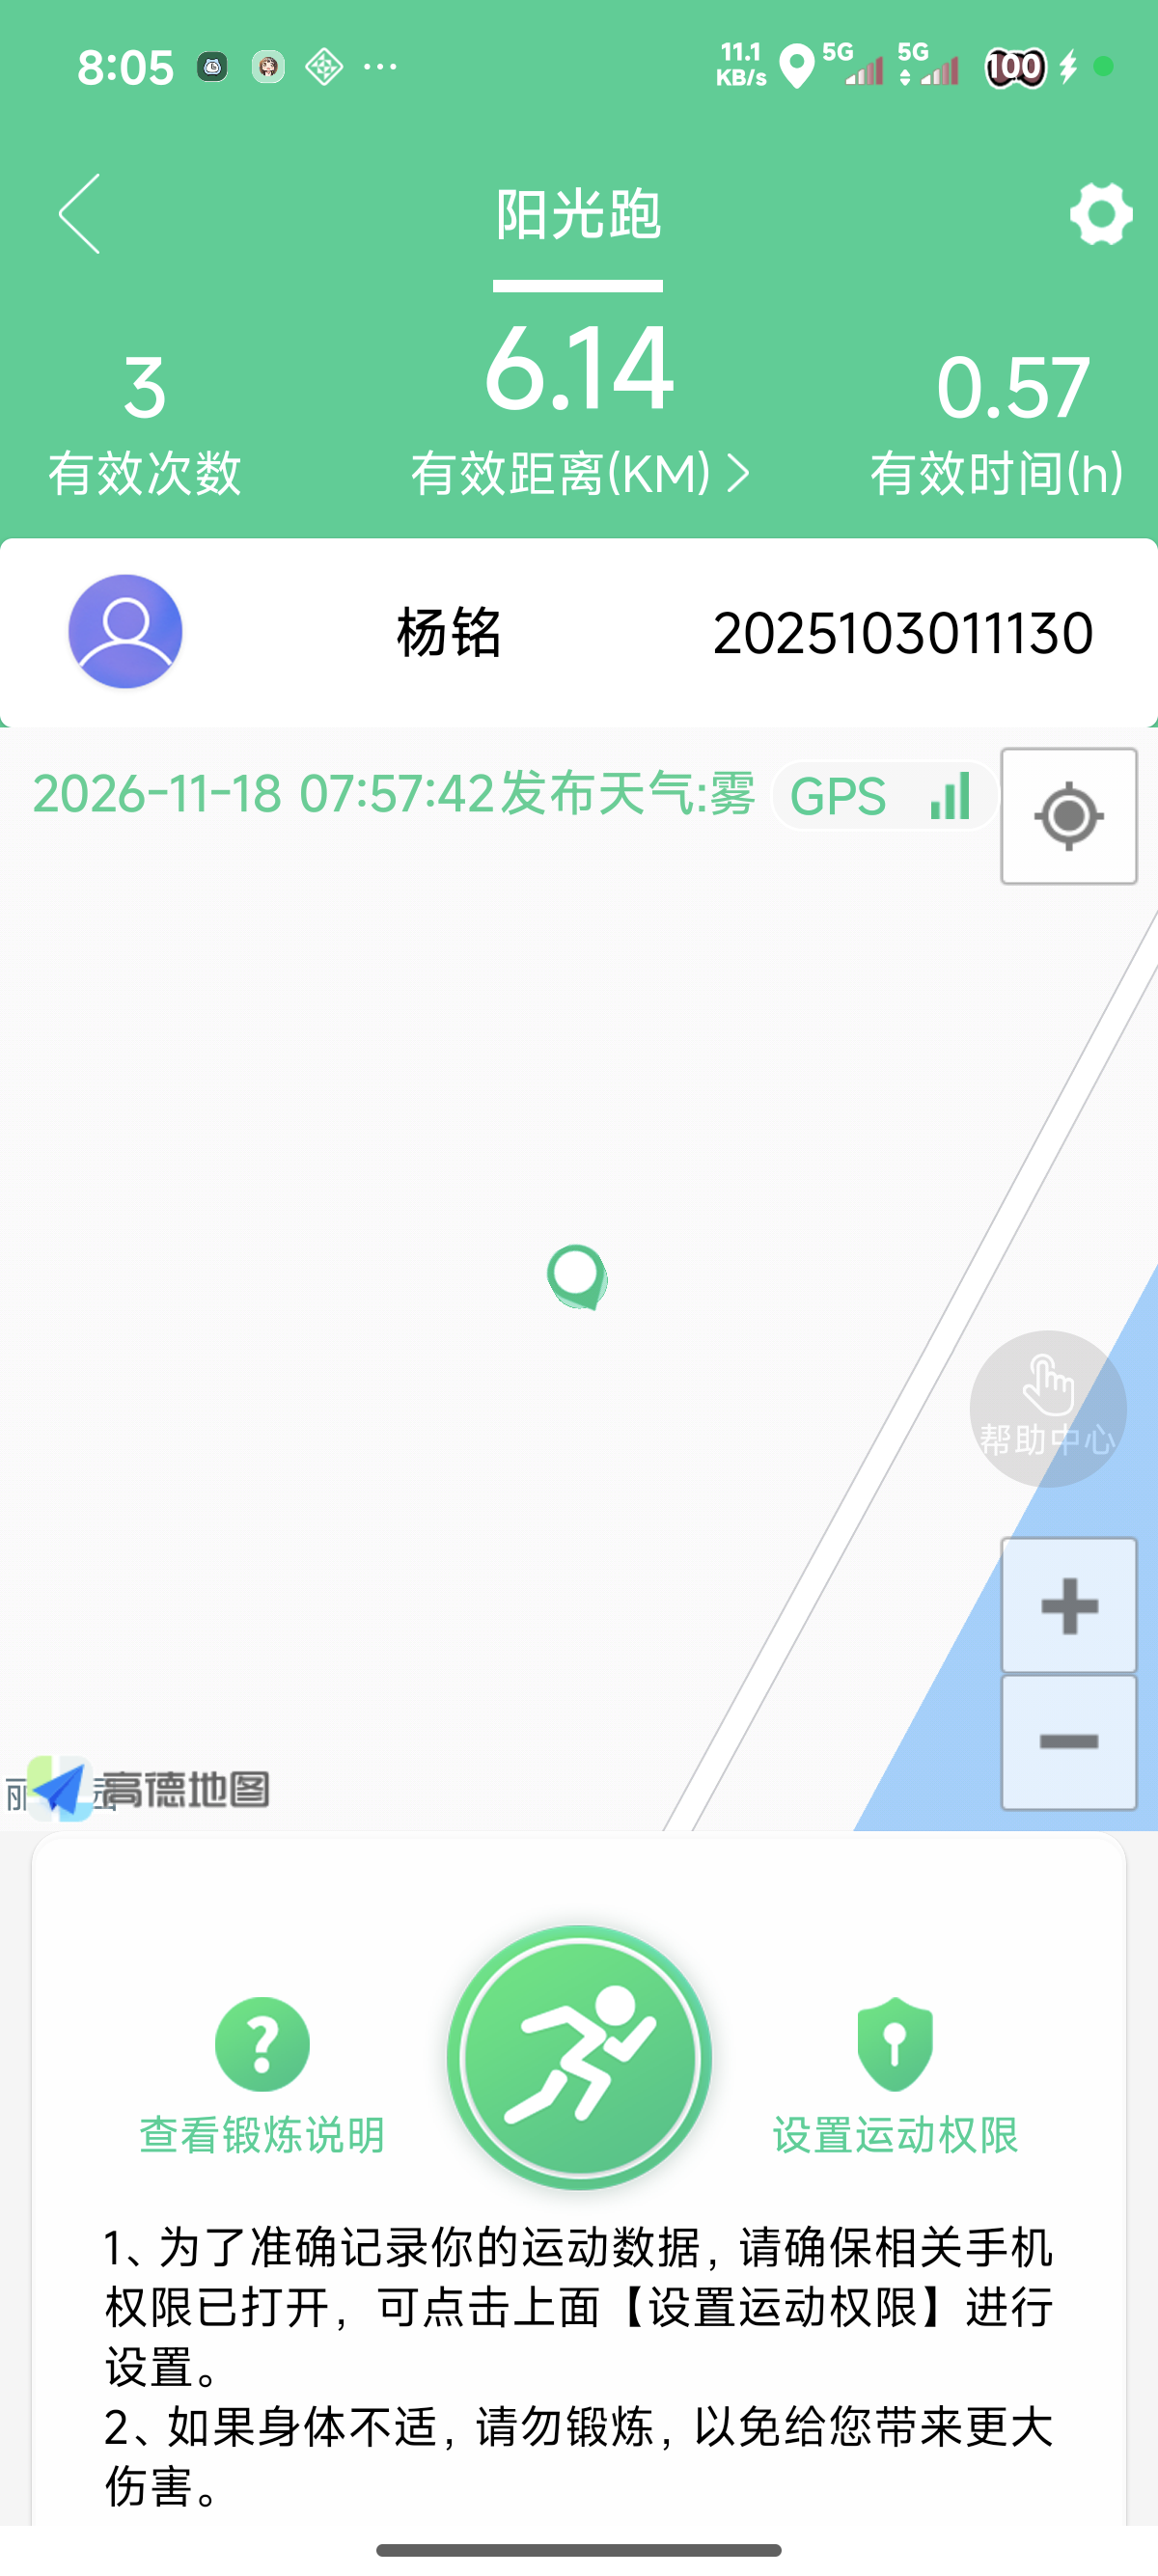 8:05
11.1
KB/s
5G
5G
100
阳光跑
3
6.14
0.57
有效次数
有效距离(KM)
有效时间(h)
杨铭
2025103011130
2026-11-18 07:57:42发布天气:雾
GPS
帮助中心
高德地图
查看锻炼说明
设置运动权限
1、为了准确记录你的运动数据，请确保相关手机
权限已打开，可点击上面【设置运动权限】进行
设置。
2、如果身体不适，请勿锻炼，以免给您带来更大
伤害。